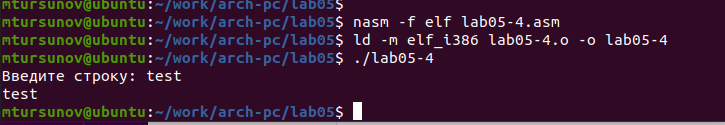 mtursunov@ubuntu:~/work/arch-pc/lab05$ nasm -f elf lab05-4.asm
mtursunov@ubuntu:~/work/arch-pc/lab05$ ld -m elf_i386 lab05-4.o -o lab05-4
mtursunov@ubuntu:~/work/arch-pc/lab05$ ./lab05-4
Введите строку: test
test
mtursunov@ubuntu:~/work/arch-pc/lab05$